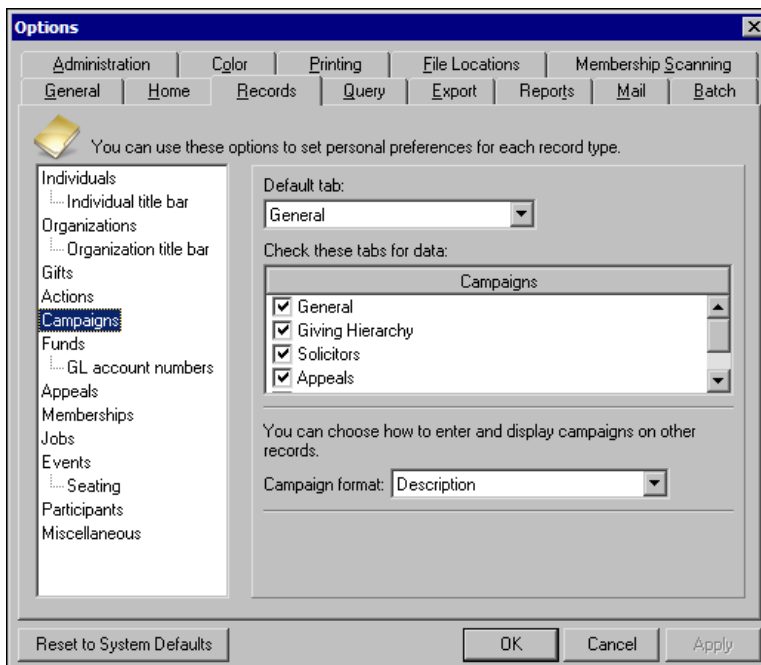 Options
Administration Color Printing File Locations Membership Scanning
General Home Records Query Export Reports Mail Batch
You can use these options to set personal preferences for each record type.
Individuals
Individual title bar
Organizations
Organization title bar
Gifts
Actions
Campaigns
Funds
GL account numbers
Appeals
Memberships
Jobs
Events
Seating
Participants
Miscellaneous
Default tab:
General
Check these tabs for data:
Campaigns
General
Giving Hierarchy
Solicitors
Appeals
You can choose how to enter and display campaigns on other
records.
Campaign format: Description
Reset to System Defaults OK Cancel Apply